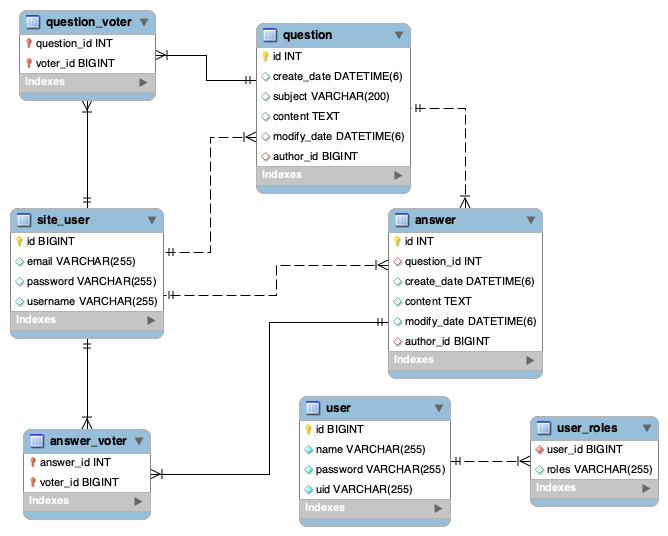 question_voter
question_id INT
voter_id BIGINT
Indexes
question
id INT
create_date DATETIME(6)
subject VARCHAR(200)
content TEXT
modify_date DATETIME(6)
author_id BIGINT
Indexes
site_user
id BIGINT
email VARCHAR(255)
password VARCHAR(255)
username VARCHAR(255)
Indexes
answer
id INT
question_id INT
create_date DATETIME(6)
content TEXT
modify_date DATETIME(6)
author_id BIGINT
Indexes
answer_voter
answer_id INT
voter_id BIGINT
Indexes
user
id BIGINT
name VARCHAR(255)
password VARCHAR(255)
uid VARCHAR(255)
Indexes
user_roles
user_id BIGINT
roles VARCHAR(255)
Indexes